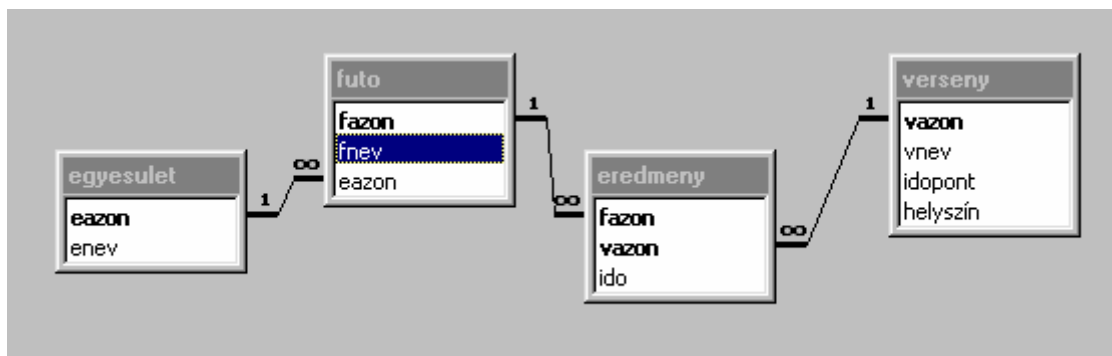 egyesulet
eazon
enev
1
∞
futo
fazon
fnev
eazon
1
∞
eredmeny
fazon
vazon
ido
∞
1
verseny
vazon
vnev
idopont
helyszín